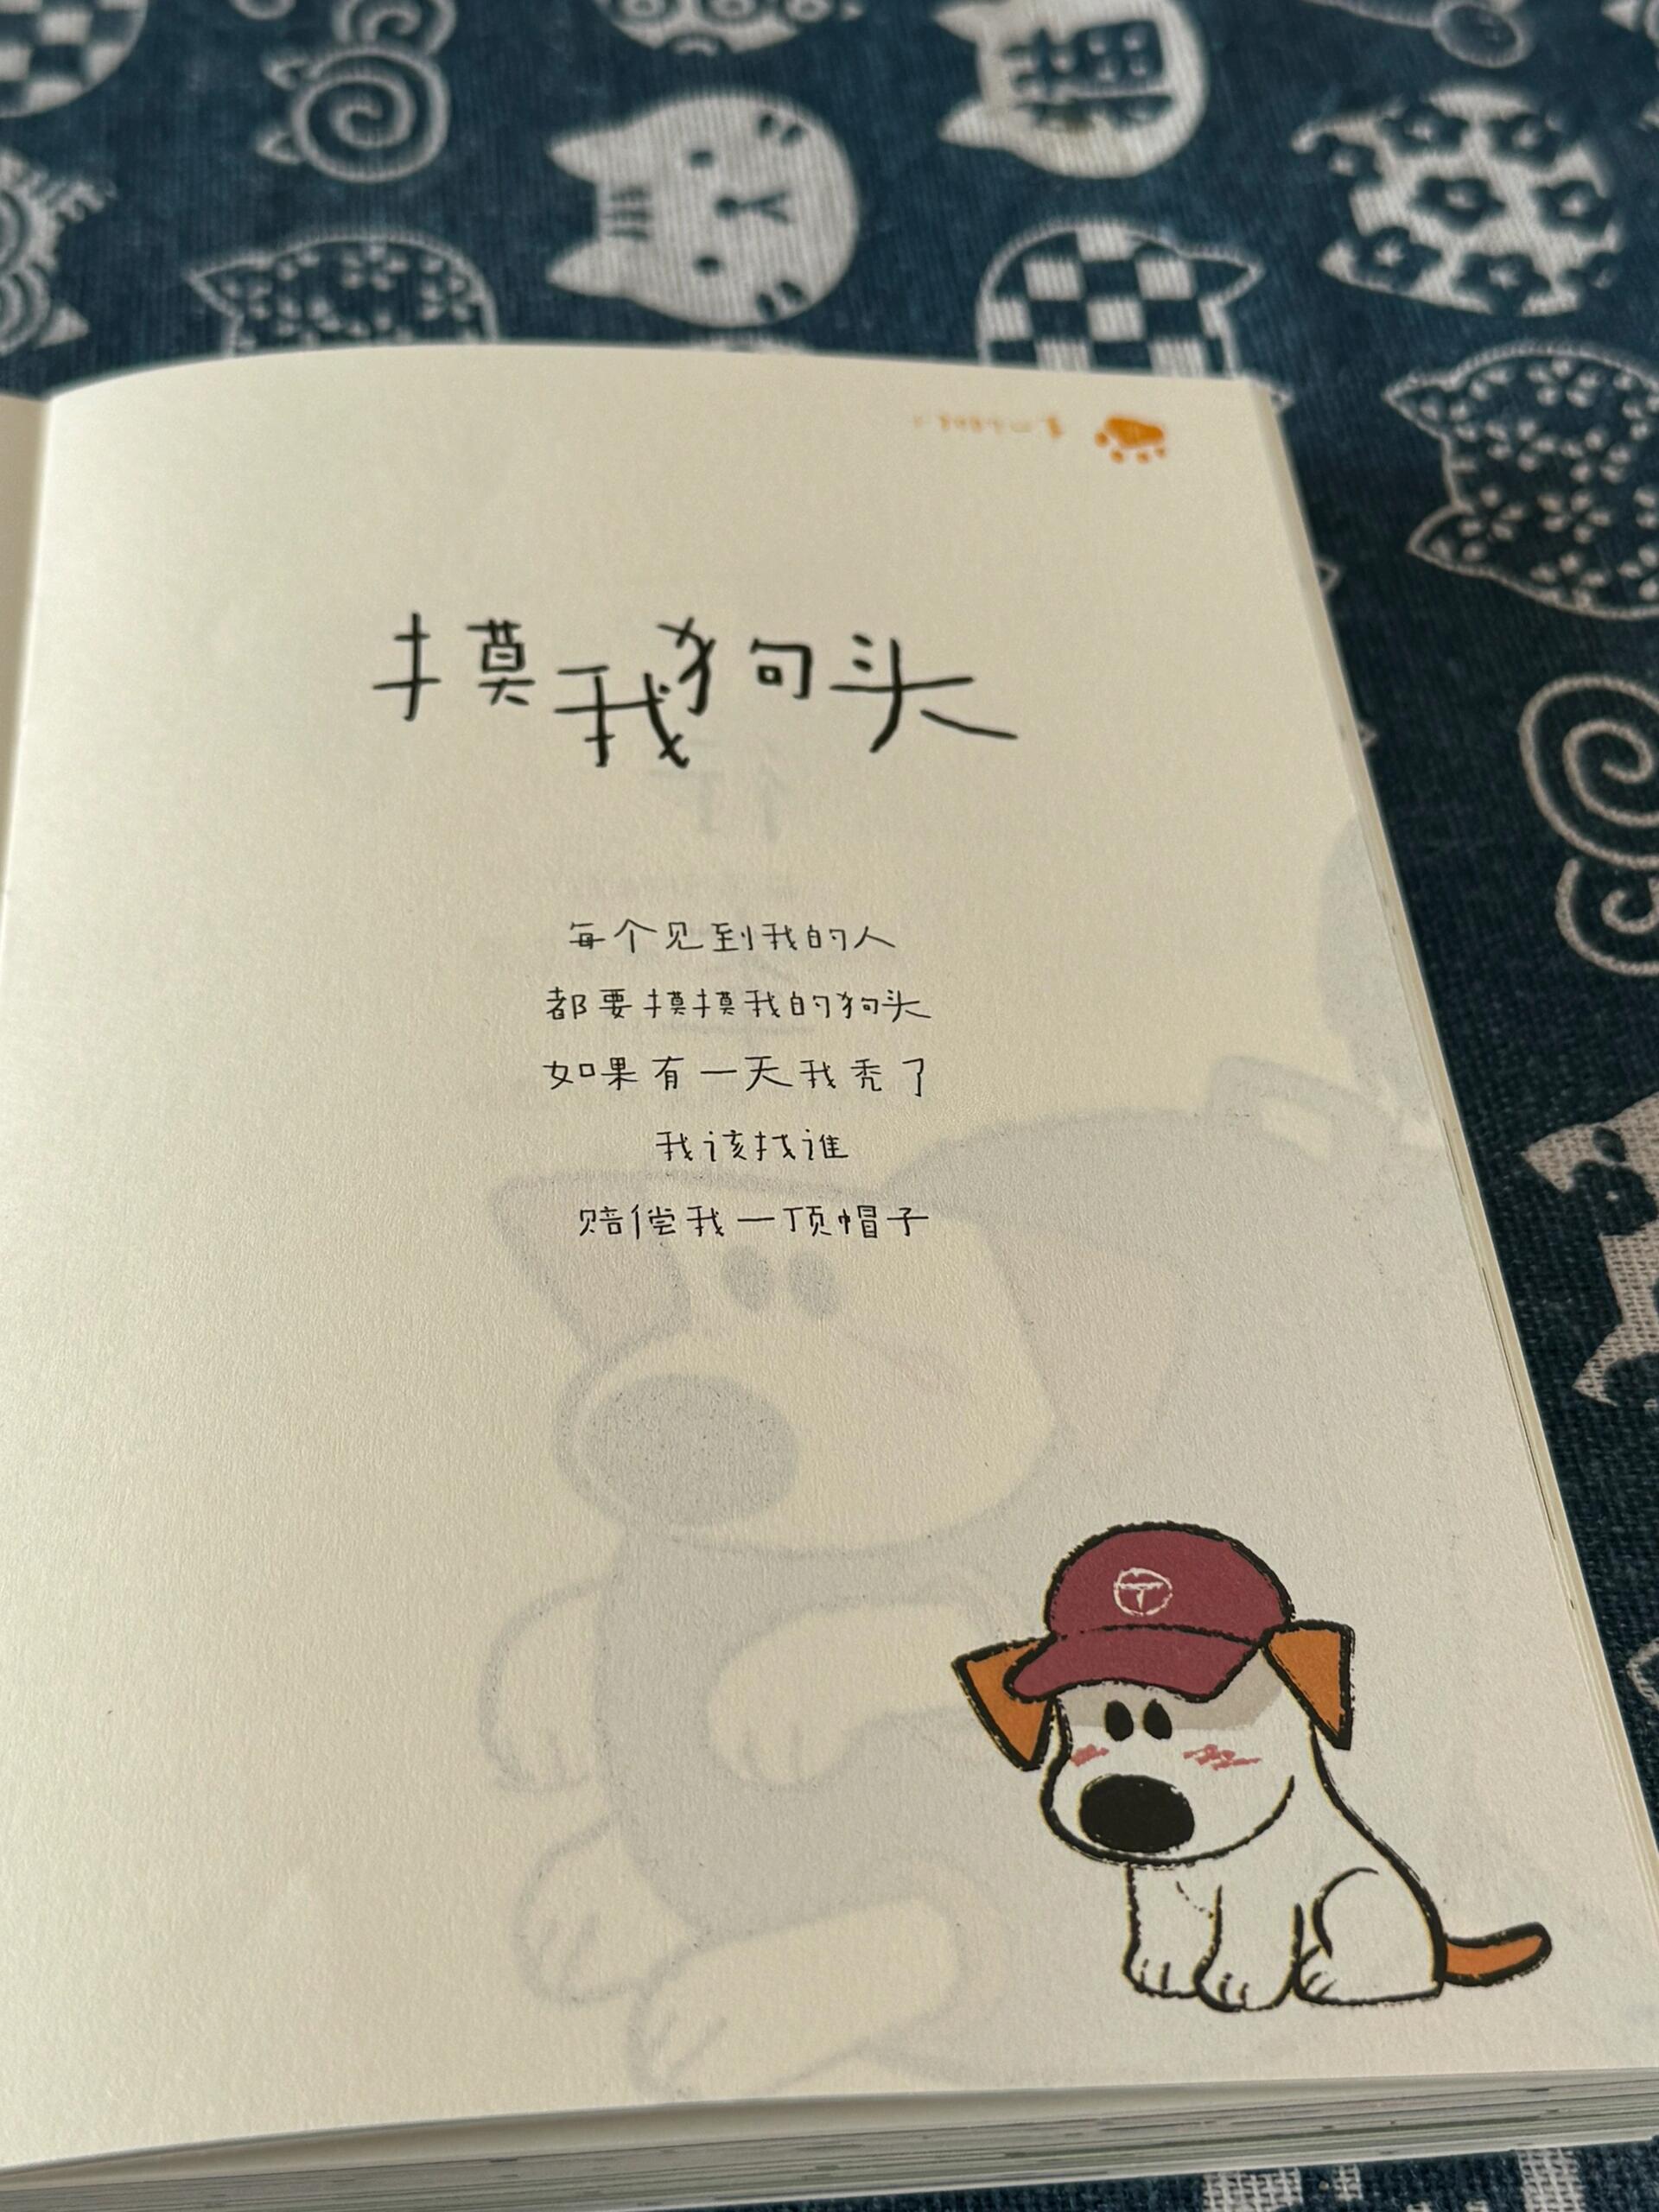 摸我狗头
每个见到我的人
都要摸摸我的狗头
如果有一天我秃了
我该找谁
赔偿我一顶帽子